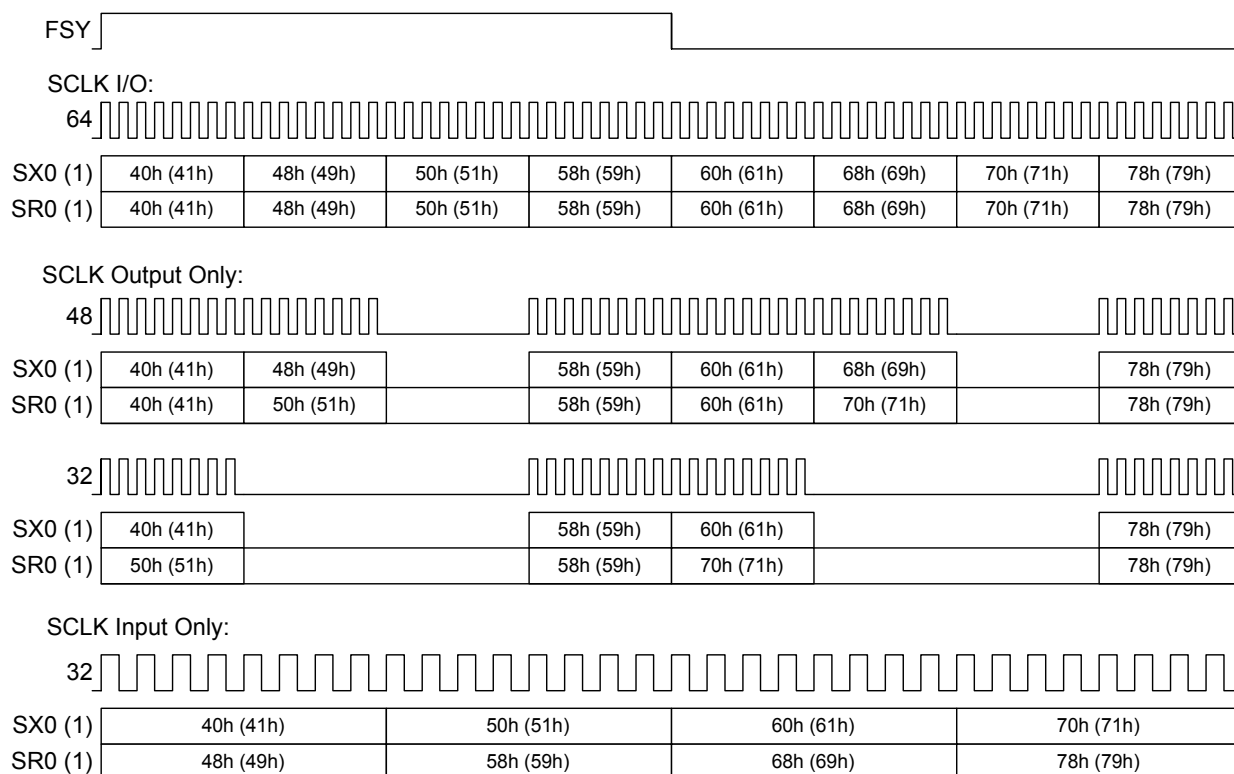 FSY
SCLK I/O:
64
SX0 (1) 40h (41h) 48h (49h) 50h (51h) 58h (59h) 60h (61h) 68h (69h) 70h (71h) 78h (79h)
SR0 (1) 40h (41h) 48h (49h) 50h (51h) 58h (59h) 60h (61h) 68h (69h) 70h (71h) 78h (79h)
SCLK Output Only:
48
SX0 (1) 40h (41h) 48h (49h) 58h (59h) 60h (61h) 68h (69h) 78h (79h)
SR0 (1) 40h (41h) 50h (51h) 58h (59h) 60h (61h) 70h (71h) 78h (79h)
32
SX0 (1) 40h (41h) 58h (59h) 60h (61h) 78h (79h)
SR0 (1) 50h (51h) 58h (59h) 70h (71h) 78h (79h)
SCLK Input Only:
32
SX0 (1) 40h (41h) 50h (51h) 60h (61h) 70h (71h)
SR0 (1) 48h (49h) 58h (59h) 68h (69h) 78h (79h)